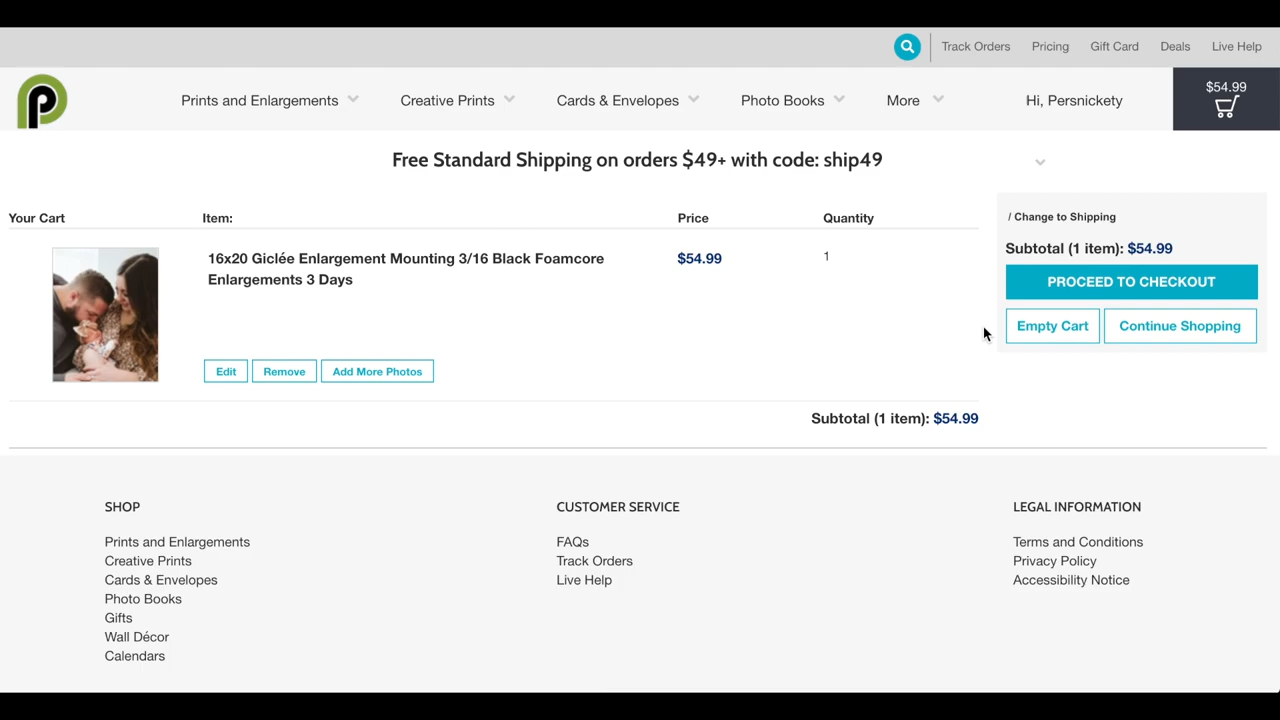 Track Orders
Pricing
Gift Card
Deals
Live Help
Prints and Enlargements
Creative Prints
Cards & Envelopes
Photo Books
More
Hi, Persnickety
$54.99
Free Standard Shipping on orders $49+ with code: ship49
Your Cart
Item:
Price
Quantity
16x20 Giclée Enlargement Mounting 3/16 Black Foamcore
Enlargements 3 Days
$54.99
1
Edit
Remove
Add More Photos
Subtotal (1 item): $54.99
/ Change to Shipping
Subtotal (1 item): $54.99
PROCEED TO CHECKOUT
Empty Cart
Continue Shopping
SHOP
Prints and Enlargements
Creative Prints
Cards & Envelopes
Photo Books
Gifts
Wall Décor
Calendars
CUSTOMER SERVICE
FAQs
Track Orders
Live Help
LEGAL INFORMATION
Terms and Conditions
Privacy Policy
Accessibility Notice